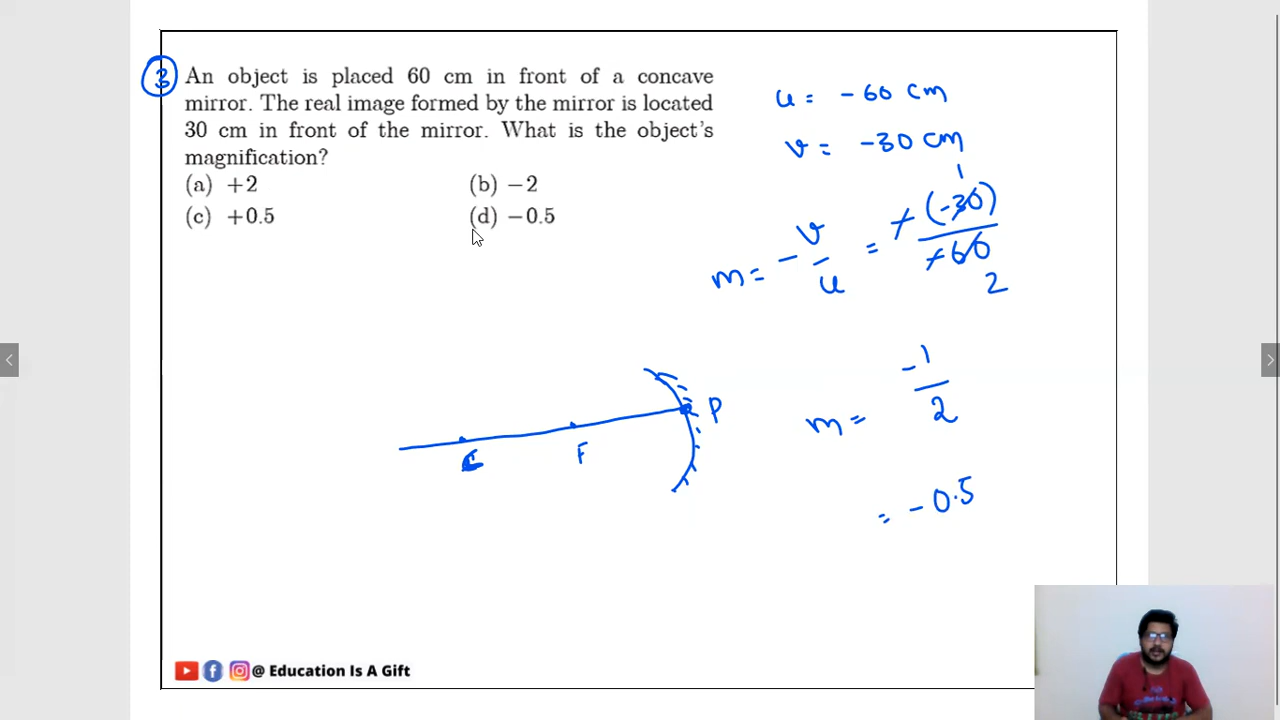 3 An object is placed 60 cm in front of a concave
mirror. The real image formed by the mirror is located
30 cm in front of the mirror. What is the object's
magnification?
(a) +2 (b) −2
(c) +0.5 (d) −0.5
u = -60 cm
v = -30 cm
m = - v/u = -(-30)/-60
1
2
m = -1/2
= -0.5
C F P
@ Education Is A Gift